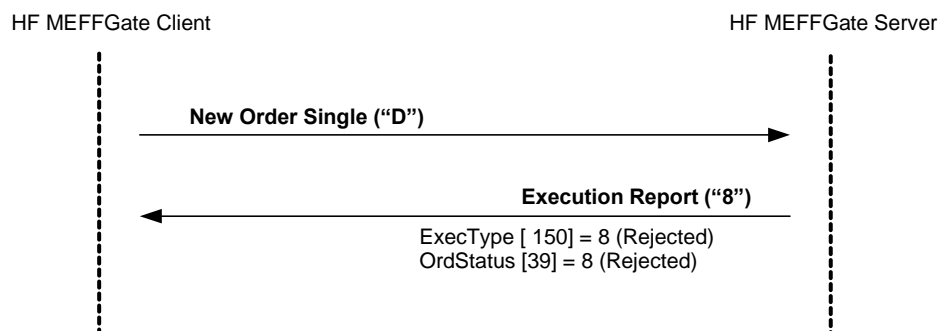 HF MEFFGate Client
HF MEFFGate Server
New Order Single (“D”)
Execution Report (“8”)
ExecType [ 150] = 8 (Rejected)
OrdStatus [39] = 8 (Rejected)